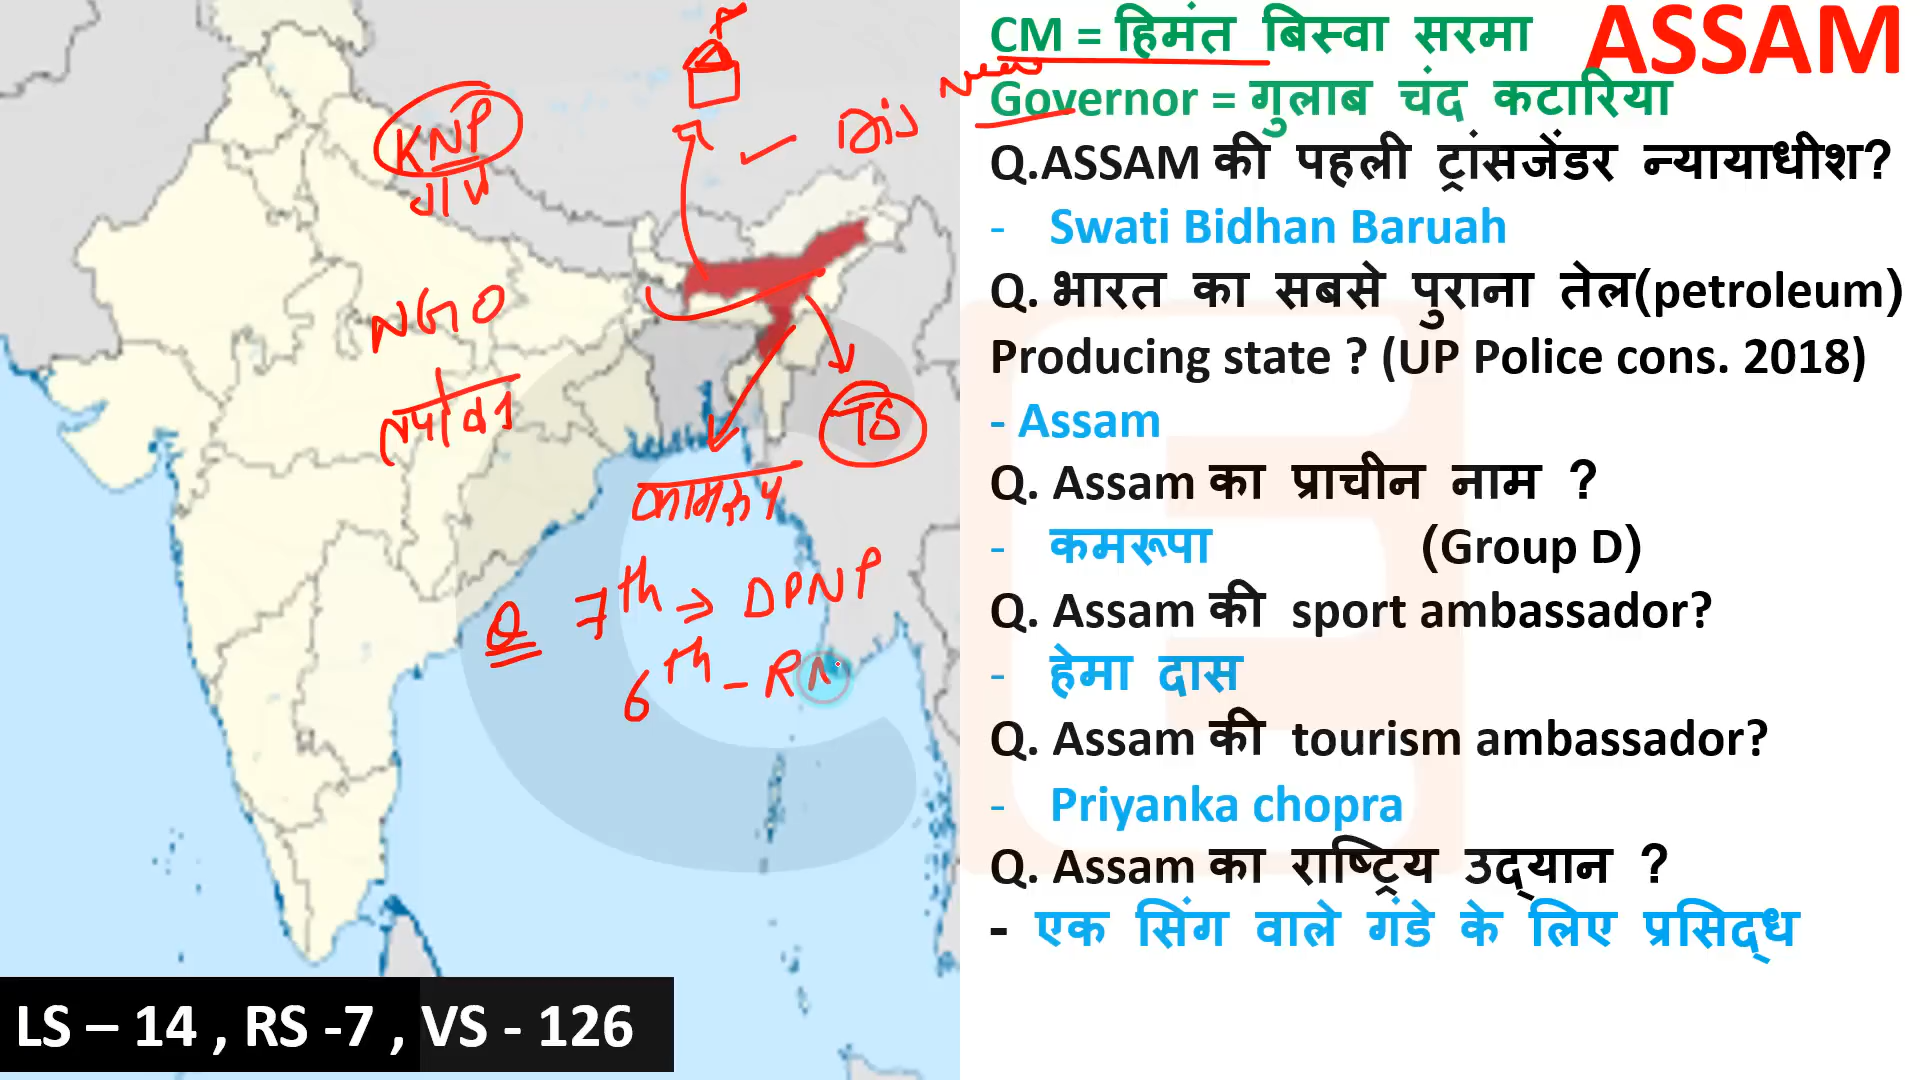 CM = हिमंत बिस्वा सरमा
ASSAM
Governor = गुलाब चंद कटारिया
Q.ASSAM की पहली ट्रांसजेंडर न्यायाधीश?
- Swati Bidhan Baruah
Q. भारत का सबसे पुराना तेल(petroleum)
Producing state ? (UP Police cons. 2018)
- Assam
Q. Assam का प्राचीन नाम ?
- कमरूपा (Group D)
Q. Assam की sport ambassador?
- हेमा दास
Q. Assam की tourism ambassador?
- Priyanka chopra
Q. Assam का राष्ट्रिय उद्यान ?
- एक सिंग वाले गंडे के लिए प्रसिद्ध
KNP
NGO
TS
कामरूप
Q 7th → DPNP
6th - RN
LS – 14 , RS -7 , VS - 126